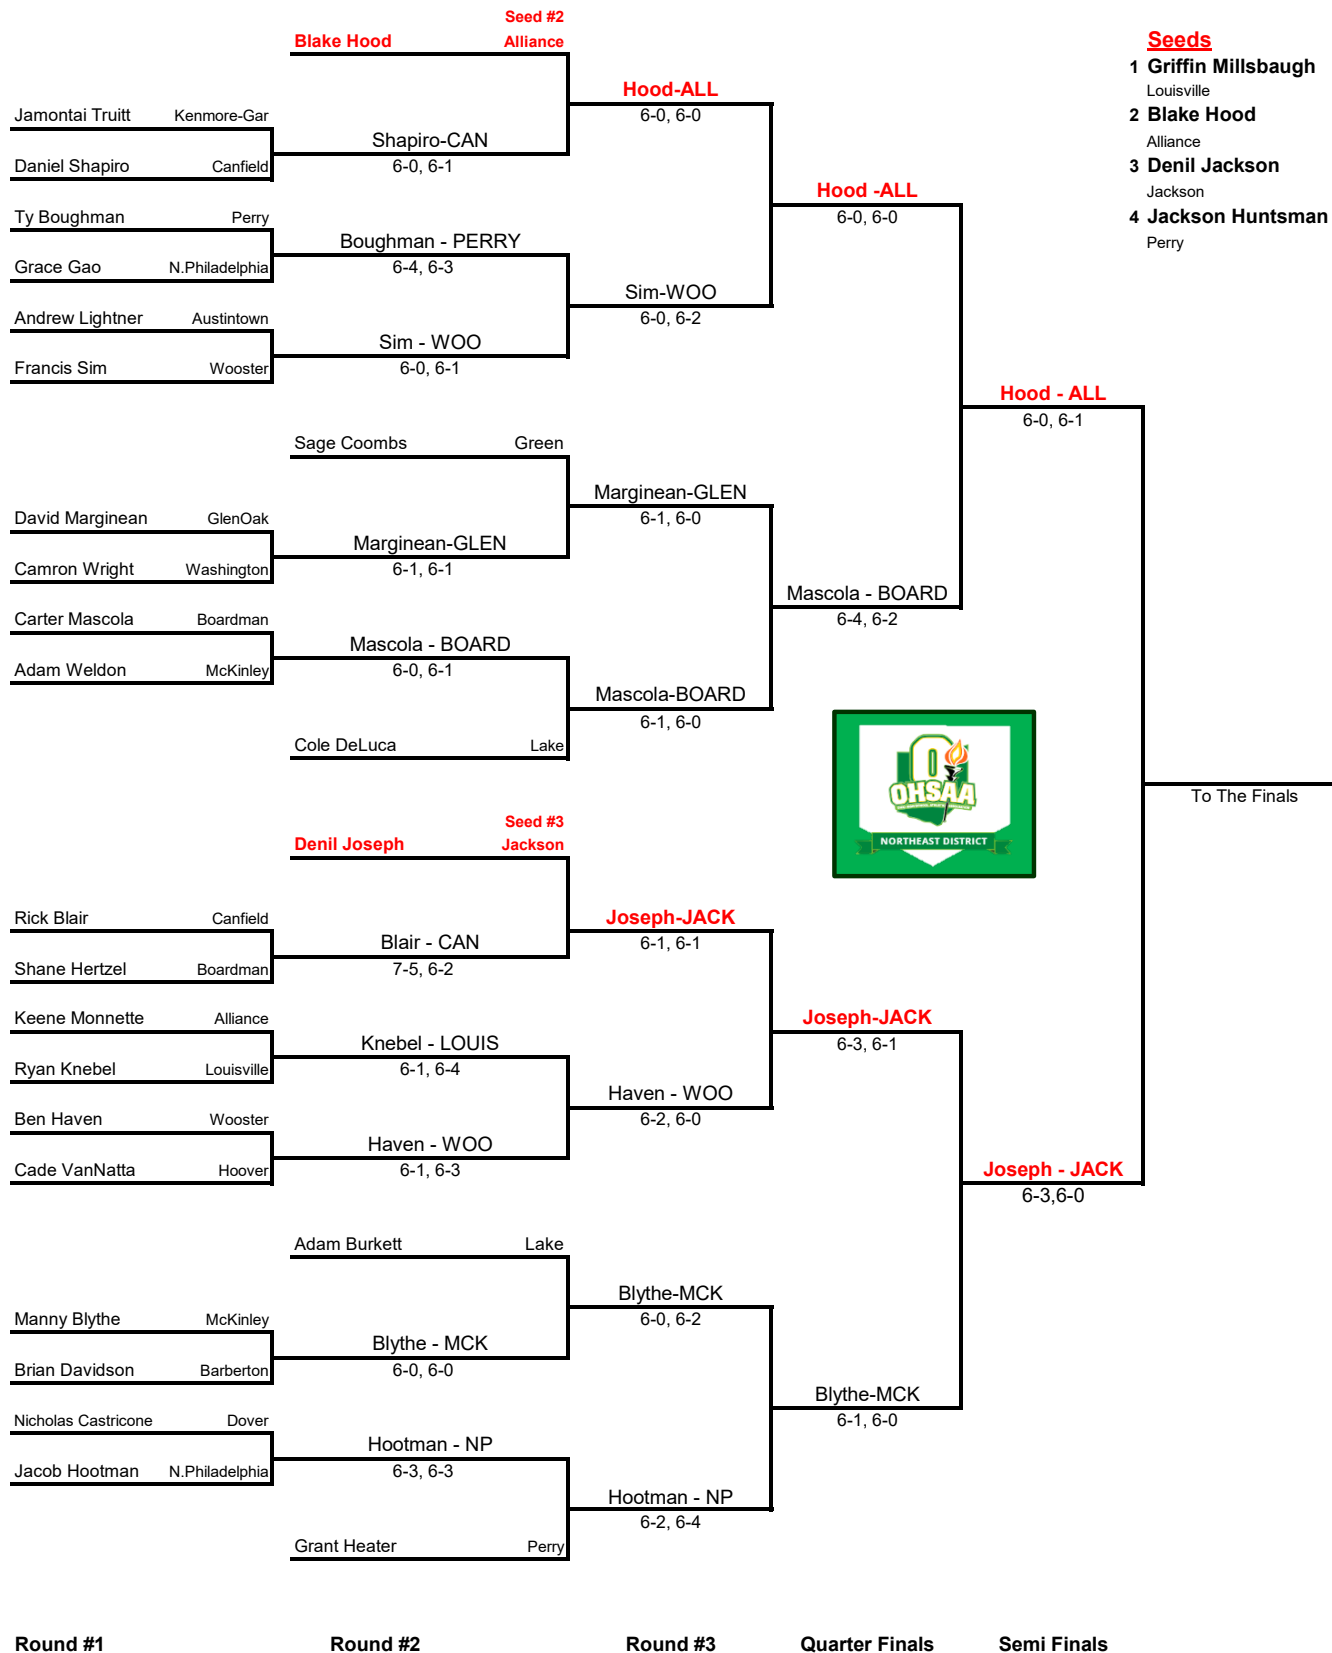 Seed #2
Blake Hood Alliance
Seeds
1 Griffin Millsbaugh
Louisville
2 Blake Hood
Alliance
3 Denil Jackson
Jackson
4 Jackson Huntsman
Perry
Hood-ALL
6-0, 6-0
Jamontai Truitt Kenmore-Gar
Shapiro-CAN
6-0, 6-1
Daniel Shapiro Canfield
Hood -ALL
6-0, 6-0
Ty Boughman Perry
Boughman - PERRY
6-4, 6-3
Grace Gao N.Philadelphia
Sim-WOO
6-0, 6-2
Andrew Lightner Austintown
Sim - WOO
6-0, 6-1
Francis Sim Wooster
Hood - ALL
6-0, 6-1
Sage Coombs Green
Marginean-GLEN
6-1, 6-0
David Marginean GlenOak
Marginean-GLEN
6-1, 6-1
Camron Wright Washington
Mascola - BOARD
6-4, 6-2
Carter Mascola Boardman
Mascola - BOARD
6-0, 6-1
Adam Weldon McKinley
Mascola-BOARD
6-1, 6-0
Cole DeLuca Lake
OHSAA
NORTHEAST DISTRICT
To The Finals
Seed #3
Denil Joseph Jackson
Joseph-JACK
6-1, 6-1
Rick Blair Canfield
Blair - CAN
7-5, 6-2
Shane Hertzel Boardman
Joseph-JACK
6-3, 6-1
Keene Monnette Alliance
Knebel - LOUIS
6-1, 6-4
Ryan Knebel Louisville
Haven - WOO
6-2, 6-0
Ben Haven Wooster
Haven - WOO
6-1, 6-3
Cade VanNatta Hoover
Joseph - JACK
6-3,6-0
Adam Burkett Lake
Blythe-MCK
6-0, 6-2
Manny Blythe McKinley
Blythe - MCK
6-0, 6-0
Brian Davidson Barberton
Blythe-MCK
6-1, 6-0
Nicholas Castricone Dover
Hootman - NP
6-3, 6-3
Jacob Hootman N.Philadelphia
Hootman - NP
6-2, 6-4
Grant Heater Perry
Round #1 Round #2 Round #3 Quarter Finals Semi Finals